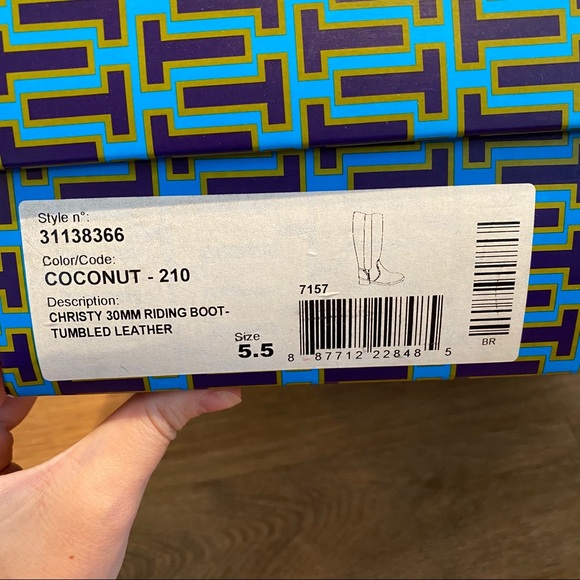 Style n°:
31138366
Color/Code:
COCONUT - 210
Description:
CHRISTY 30MM RIDING BOOT-
TUMBLED LEATHER
Size
5.5
7157
8 87712 22848 5
BR